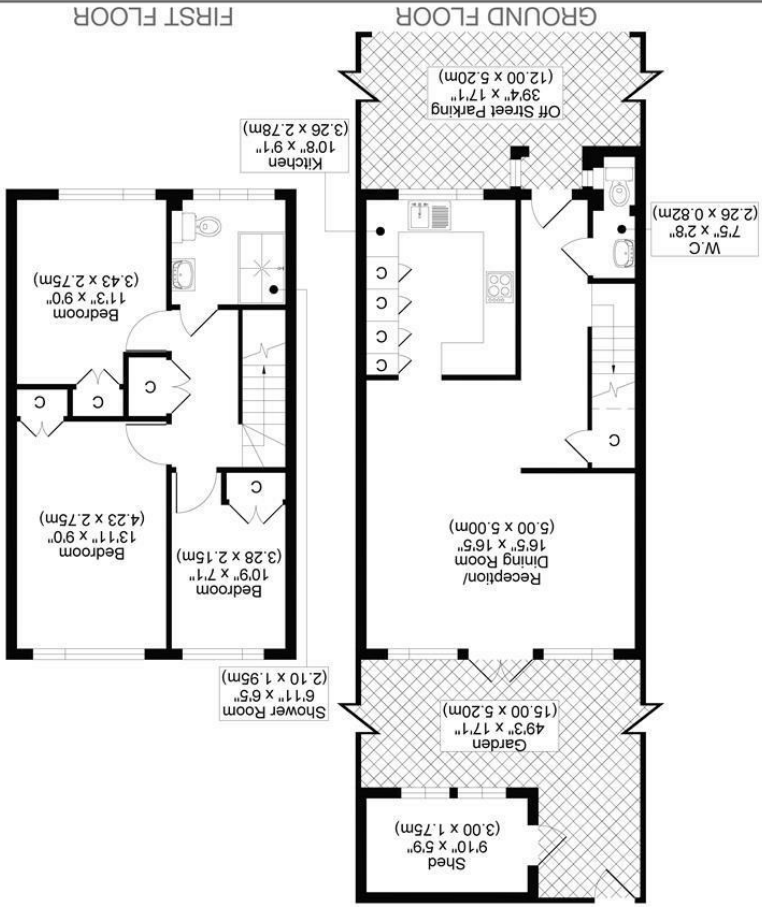 GROUND FLOOR
FIRST FLOOR
Off Street Parking
39'4" x 17'1"
(12.00 x 5.20m)
W.C
7'5" x 2'8"
(2.26 x 0.82m)
Kitchen
10'8" x 9'1"
(3.26 x 2.78m)
C
C
C
C
C
Reception/
Dining Room
16'5" x 16'5
(5.00 x 5.00m)
Garden
49'3" x 17'1"
(15.00 x 5.20m)
Shed
9'10" x 5'9"
(3.00 x 1.75m)
Bedroom
11'3" x 9'0"
(3.43 x 2.75m)
C
C
C
C
Bedroom
10'9" x 7'1"
(3.28 x 2.15m)
Bedroom
13'11" x 9'0"
(4.23 x 2.75m)
Shower Room
6'11" x 6'5"
(2.10 x 1.95m)